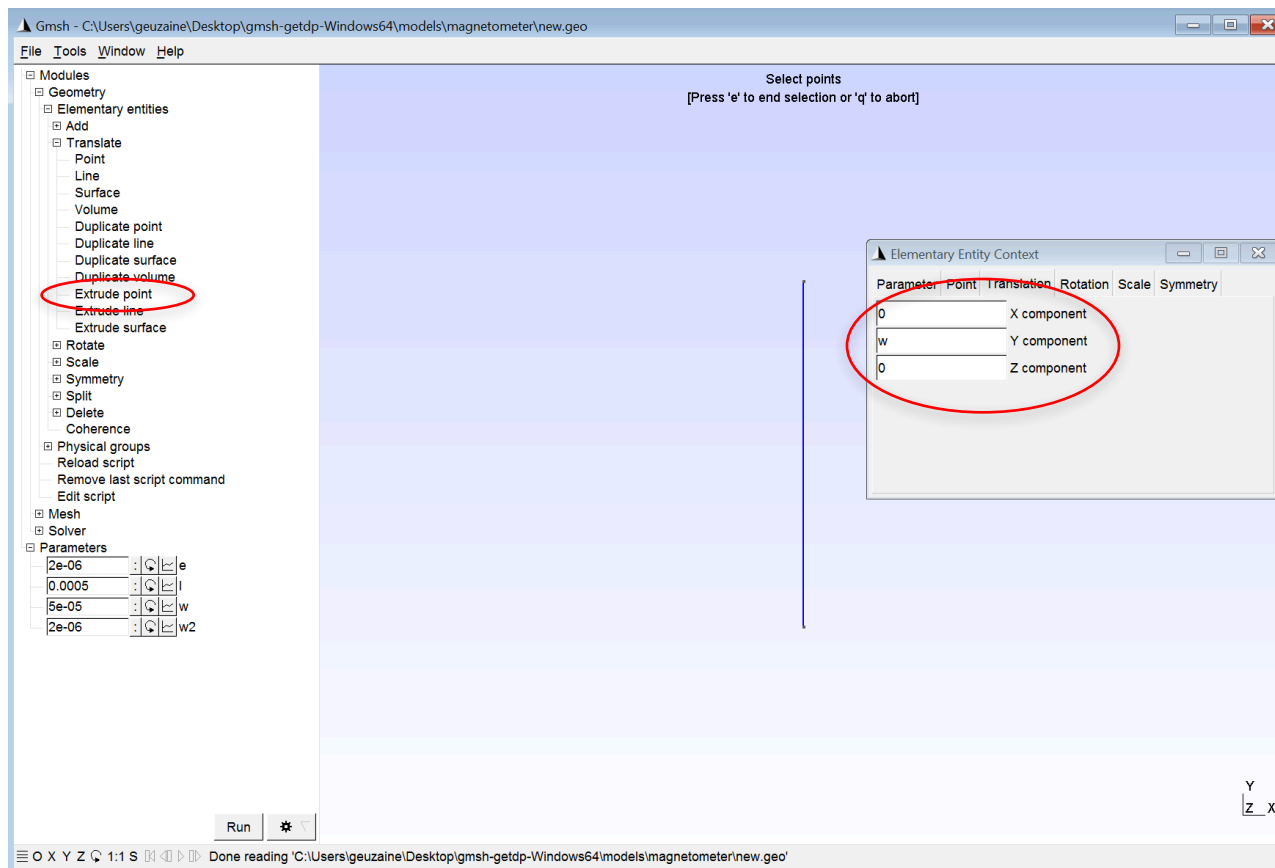 Gmsh - C:\Users\geuzaine\Desktop\gmsh-getdp-Windows64\models\magnetometer\new.geo
File Tools Window Help
Modules
Geometry
Elementary entities
Add
Translate
Point
Line
Surface
Volume
Duplicate point
Duplicate line
Duplicate surface
Duplicate volume
Extrude point
Extrude line
Extrude surface
Rotate
Scale
Symmetry
Split
Delete
Coherence
Physical groups
Reload script
Remove last script command
Edit script
Mesh
Solver
Parameters
2e-06 : e
0.0005 : l
5e-05 : w
2e-06 : w2
Run
Select points
[Press 'e' to end selection or 'q' to abort]
Elementary Entity Context
Parameter Point Translation Rotation Scale Symmetry
0 X component
w Y component
0 Z component
Y
Z X
O X Y Z 1:1 S Done reading 'C:\Users\geuzaine\Desktop\gmsh-getdp-Windows64\models\magnetometer\new.geo'